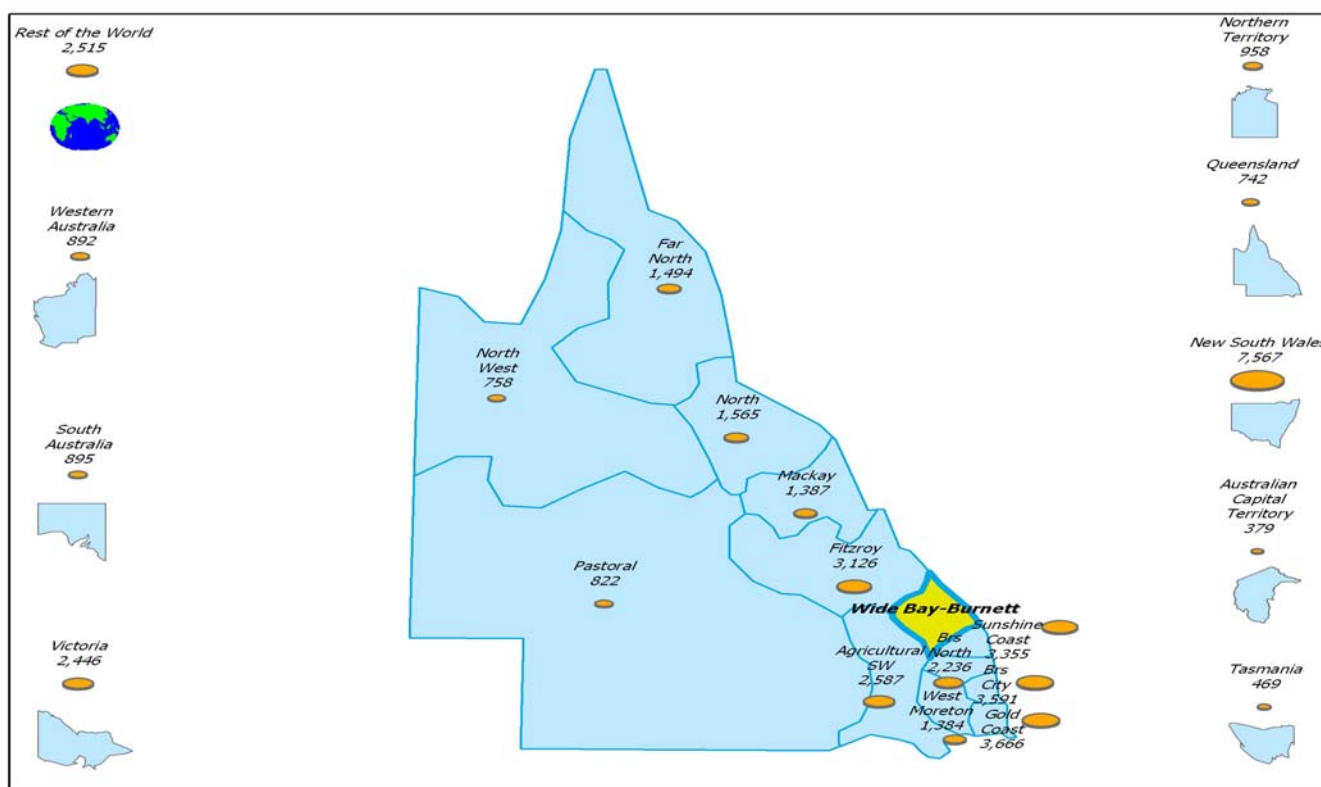 Rest of the World
2,515
Western
Australia
892
South
Australia
895
Victoria
2,446
Far
North
1,494
North
West
758
North
1,565
Mackay
1,387
Fitzroy
3,126
Pastoral
822
Wide Bay-Burnett
Sunshine
Coast
3,355
Brs
North
2,236
Agricultural
SW
2,587
Brs
City
3,591
West
Moreton
1,384
Gold
Coast
3,666
Northern
Territory
958
Queensland
742
New South Wales
7,567
Australian
Capital
Territory
379
Tasmania
469